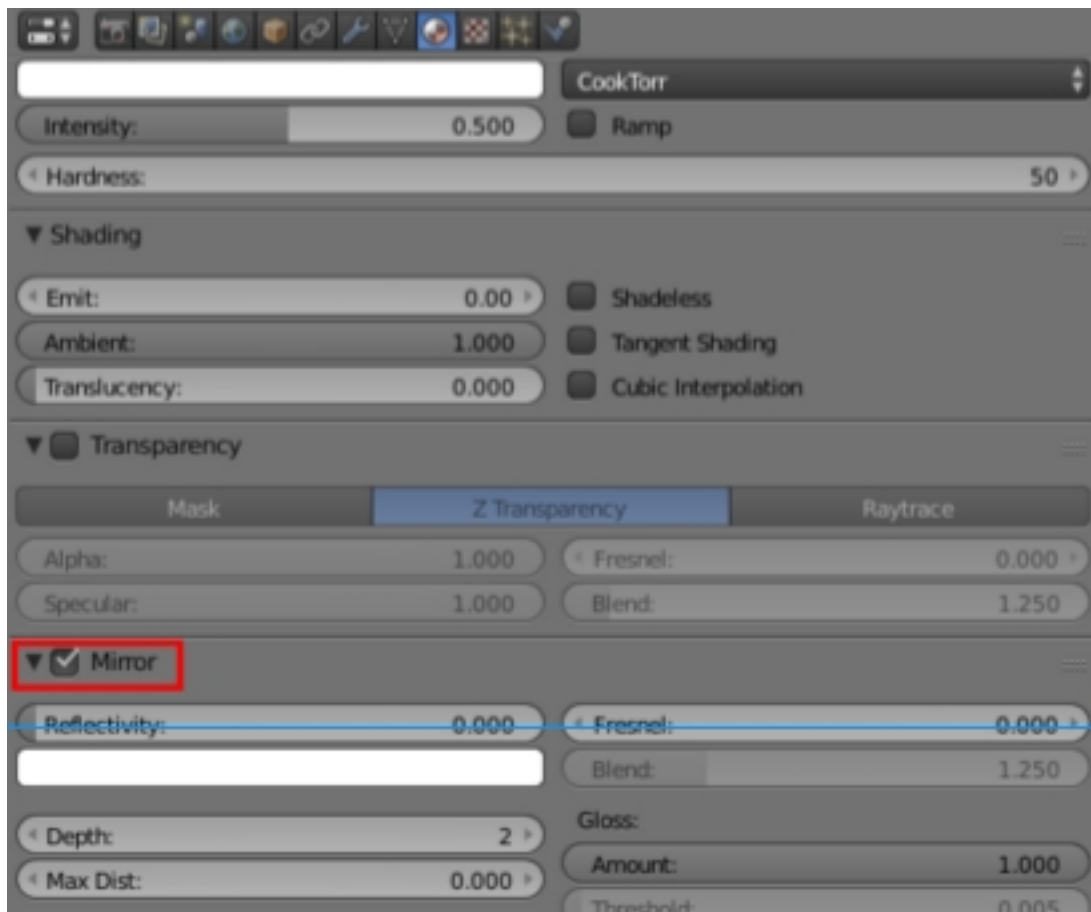 CookTorr
Intensity: 0.500 Ramp
Hardness: 50
Shading
Emit: 0.00 Shadeless
Ambient: 1.000 Tangent Shading
Translucency: 0.000 Cubic Interpolation
Transparency
Mask Z Transparency Raytrace
Alpha: 1.000 Fresnel: 0.000
Specular: 1.000 Blend: 1.250
Mirror
Reflectivity: 0.000 Fresnel: 0.000
Blend: 1.250
Gloss:
Depth: 2
Amount: 1.000
Max Dist: 0.000
Threshold: 0.005